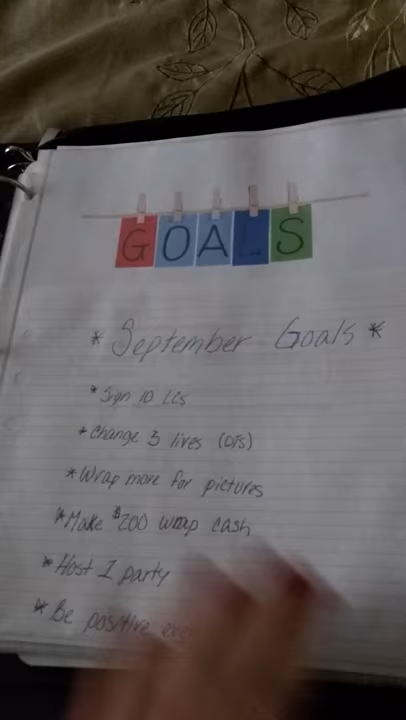 GOALS
*September Goals*
*Sign 10 LCs
*Change 3 lives (DTs)
*Wrap more for pictures
*Make $200 wrap cash
*Host 1 party
*Be positive